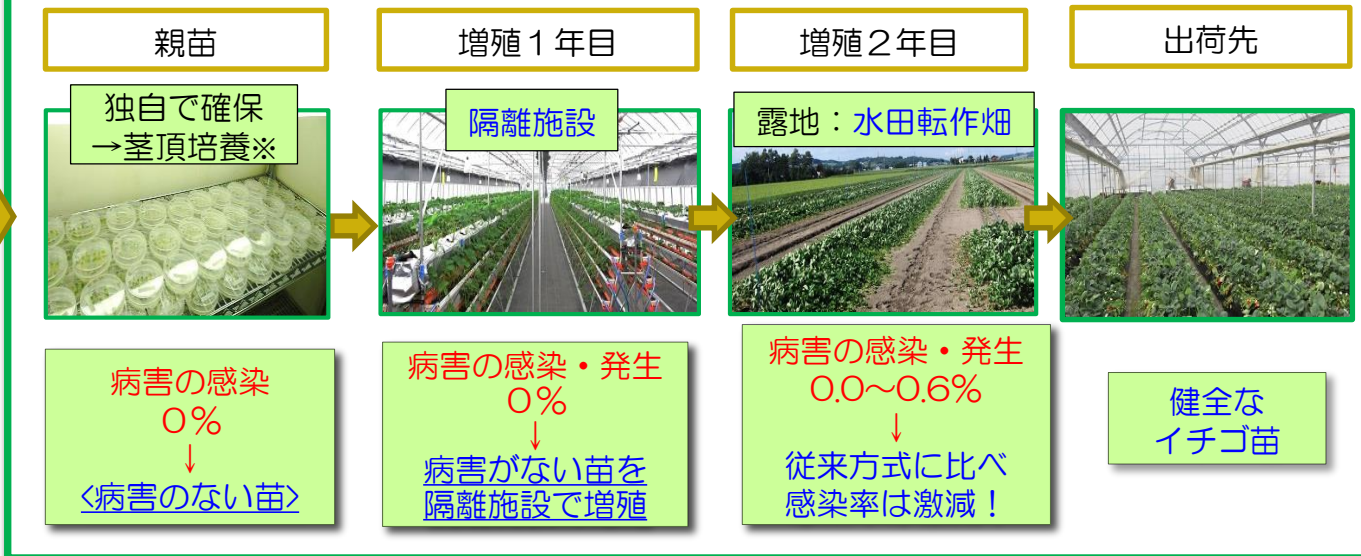 親苗
増殖1年目
増殖2年目
出荷先
独自で確保
→茎頂培養※
隔離施設
露地：水田転作畑
病害の感染
0%
↓
<病害のない苗>
病害の感染・発生
0%
↓
病害がない苗を
隔離施設で増殖
病害の感染・発生
0.0~0.6%
↓
従来方式に比べ
感染率は激減！
健全な
イチゴ苗